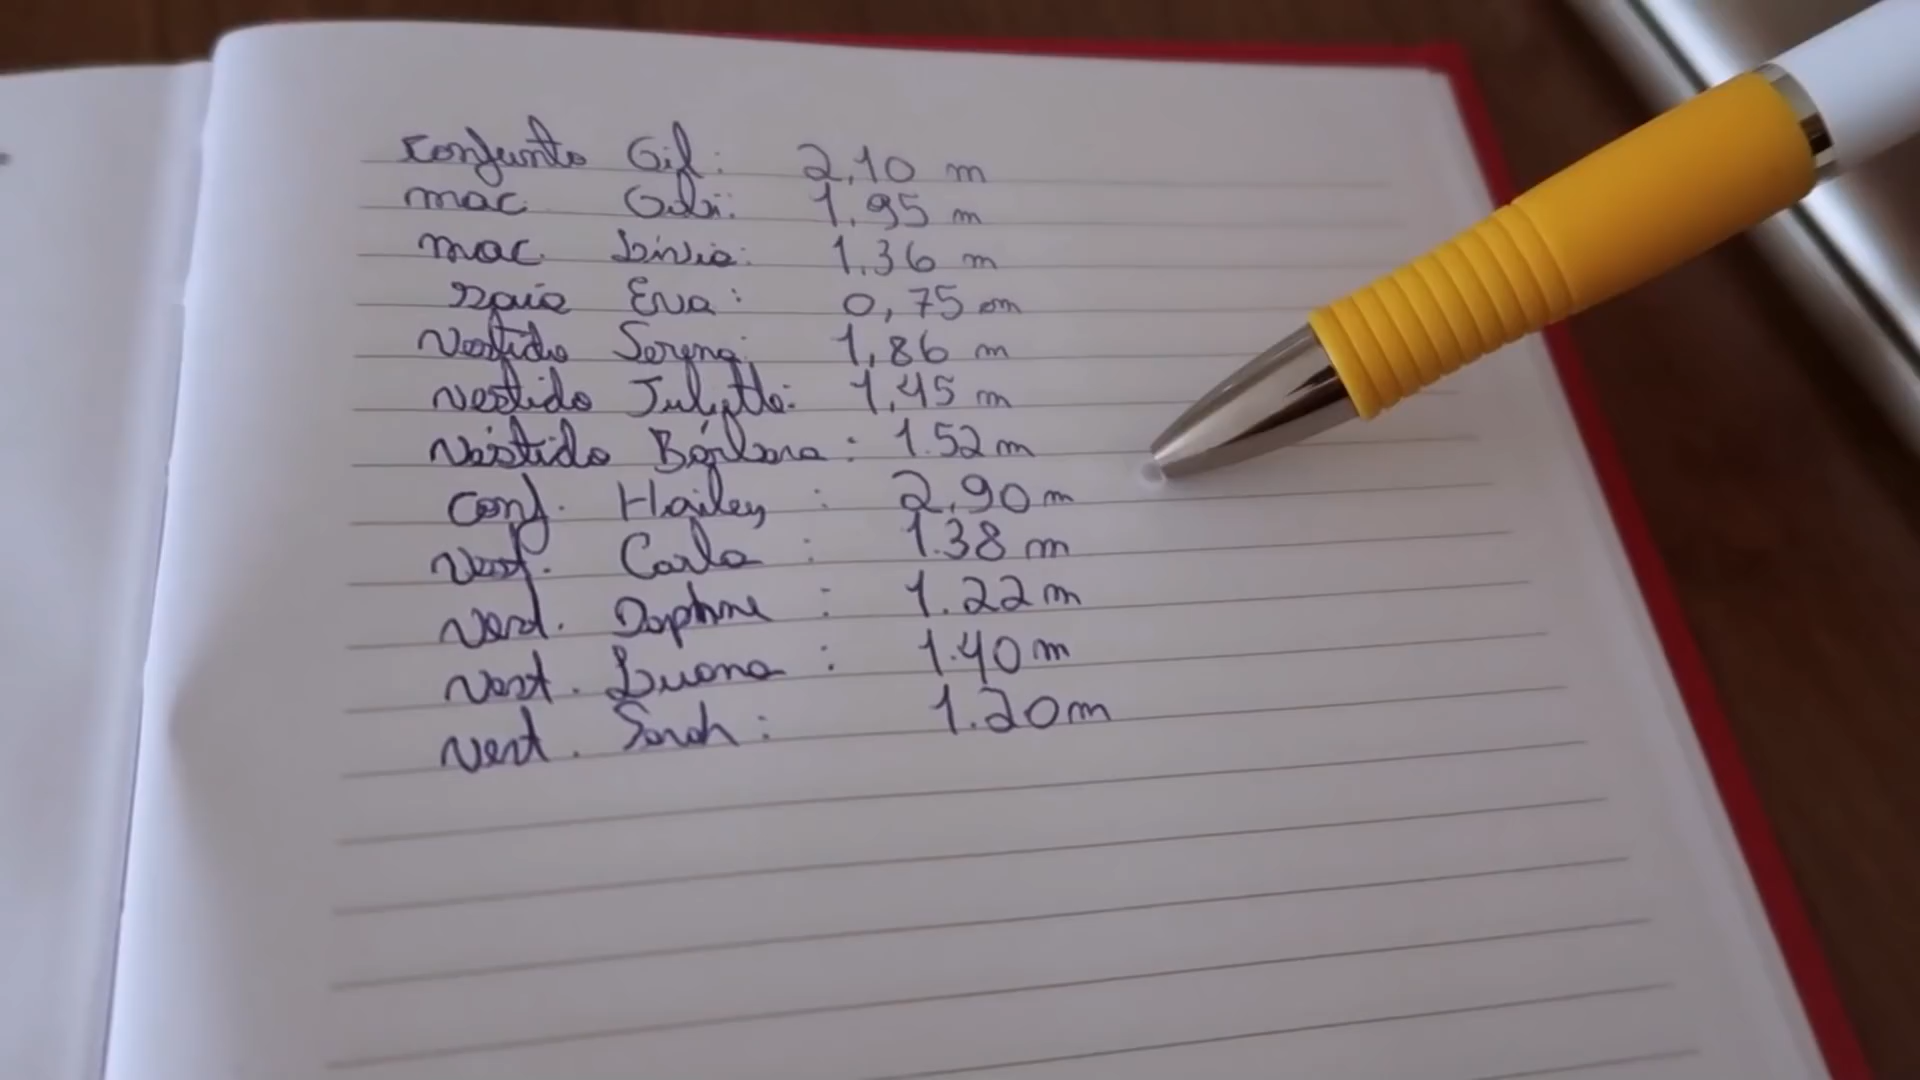 Conjunto Gil: 2,10 m
mac. Gabi: 1,95 m
mac. Lívia: 1,36 m
saia Eva: 0,75 cm
Vestido Serena: 1,86 m
Vestido Juliette: 1,45 m
Vestido Bárbara: 1.52 m
Conj. Hailey: 2,90 m
Vest. Carla: 1.38 m
Vest. Daphne: 1.22 m
Vest. Luana: 1.40 m
Vest. Sarah: 1.20 m